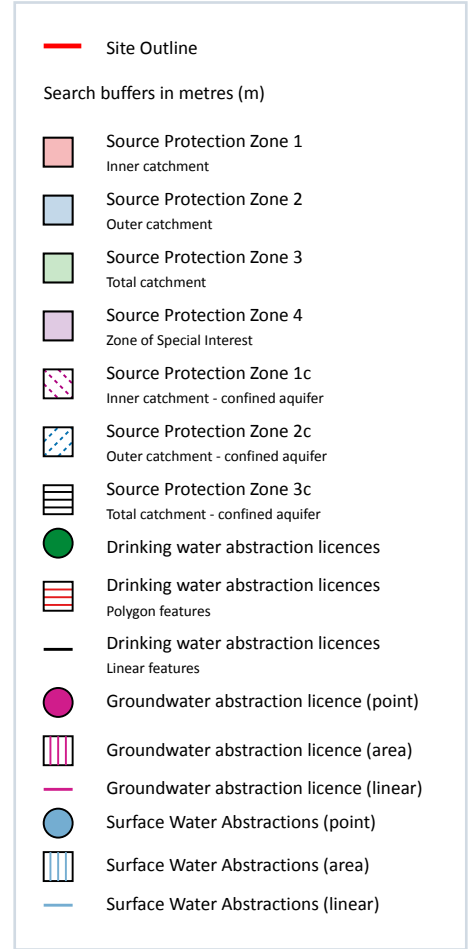 Site Outline
Search buffers in metres (m)
Source Protection Zone 1
Inner catchment
Source Protection Zone 2
Outer catchment
Source Protection Zone 3
Total catchment
Source Protection Zone 4
Zone of Special Interest
Source Protection Zone 1c
Inner catchment - confined aquifer
Source Protection Zone 2c
Outer catchment - confined aquifer
Source Protection Zone 3c
Total catchment - confined aquifer
Drinking water abstraction licences
Drinking water abstraction licences
Polygon features
Drinking water abstraction licences
Linear features
Groundwater abstraction licence (point)
Groundwater abstraction licence (area)
Groundwater abstraction licence (linear)
Surface Water Abstractions (point)
Surface Water Abstractions (area)
Surface Water Abstractions (linear)